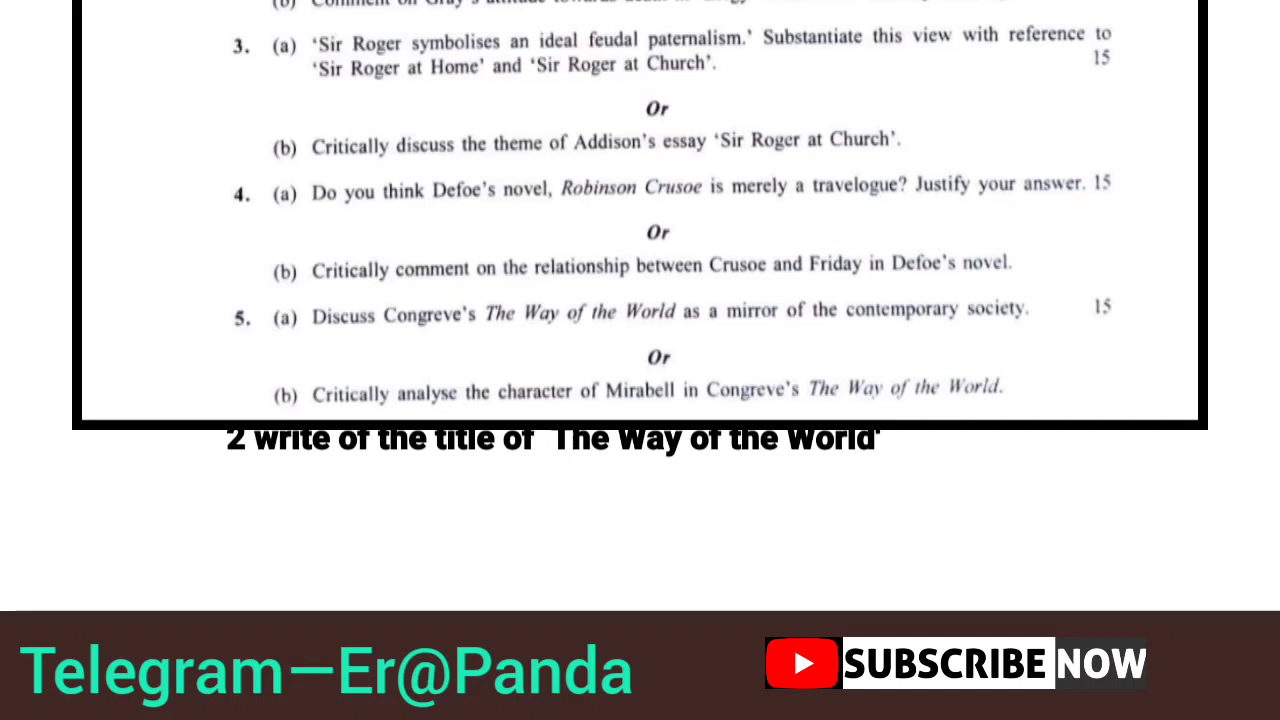 3. (a) 'Sir Roger symbolises an ideal feudal paternalism.' Substantiate this view with reference to
'Sir Roger at Home' and 'Sir Roger at Church'. 15
Or
(b) Critically discuss the theme of Addison's essay 'Sir Roger at Church'.
4. (a) Do you think Defoe's novel, Robinson Crusoe is merely a travelogue? Justify your answer. 15
Or
(b) Critically comment on the relationship between Crusoe and Friday in Defoe's novel.
5. (a) Discuss Congreve's The Way of the World as a mirror of the contemporary society. 15
Or
(b) Critically analyse the character of Mirabell in Congreve's The Way of the World.
2 write of the title of 'The Way of the World'
Telegram—Er@Panda
SUBSCRIBE NOW